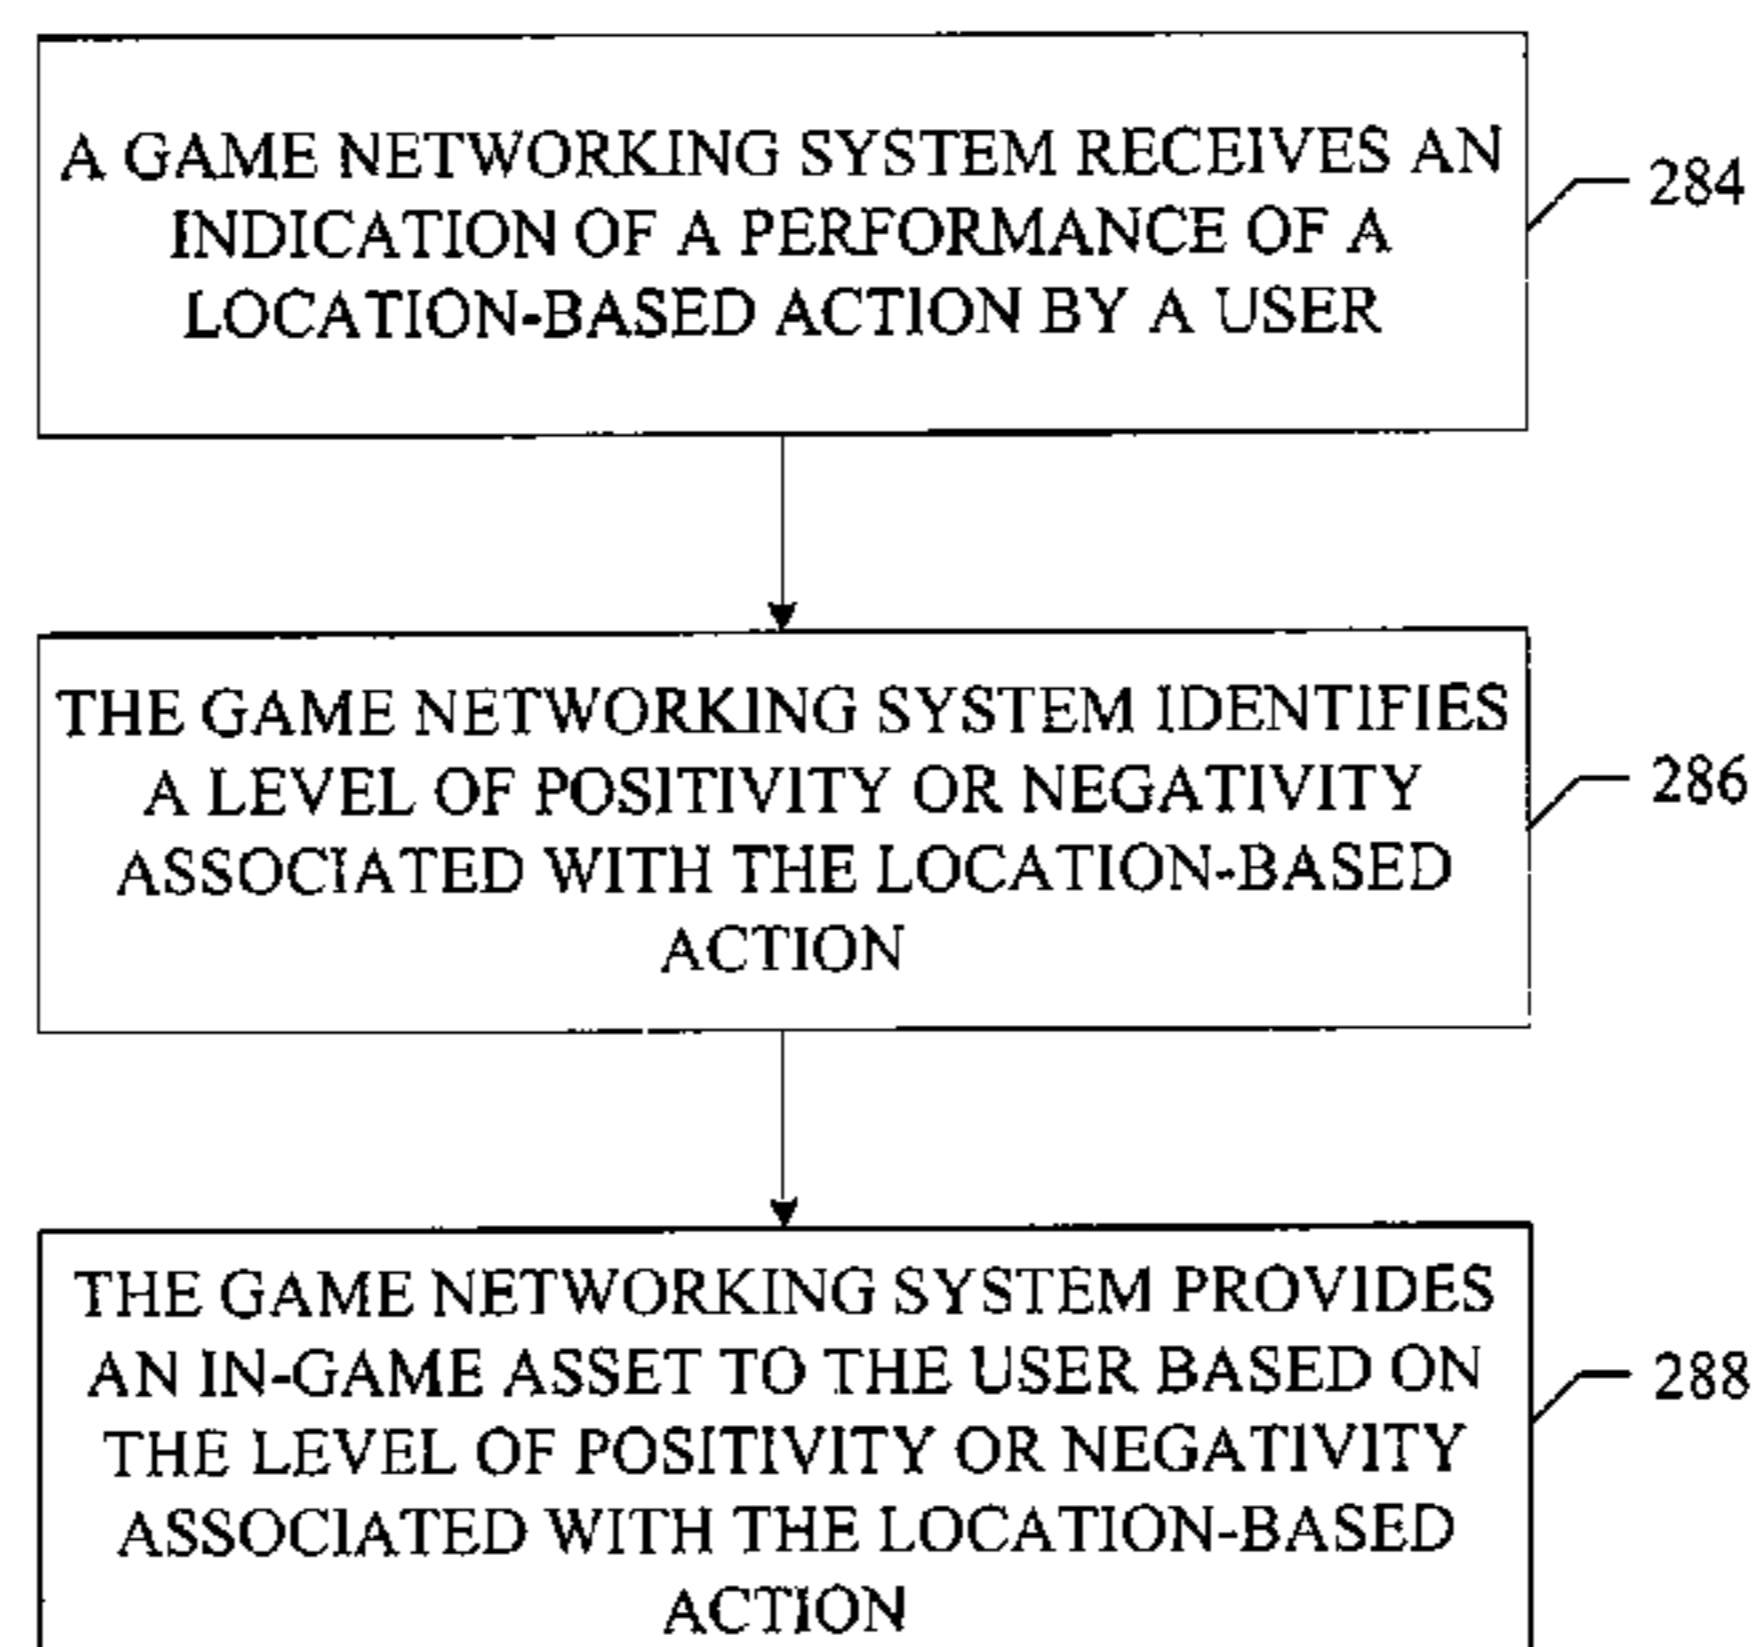 A GAME NETWORKING SYSTEM RECEIVES AN
INDICATION OF A PERFORMANCE OF A
LOCATION-BASED ACTION BY A USER
284
THE GAME NETWORKING SYSTEM IDENTIFIES
A LEVEL OF POSITIVITY OR NEGATIVITY
ASSOCIATED WITH THE LOCATION-BASED
ACTION
286
THE GAME NETWORKING SYSTEM PROVIDES
AN IN-GAME ASSET TO THE USER BASED ON
THE LEVEL OF POSITIVITY OR NEGATIVITY
ASSOCIATED WITH THE LOCATION-BASED
ACTION
288